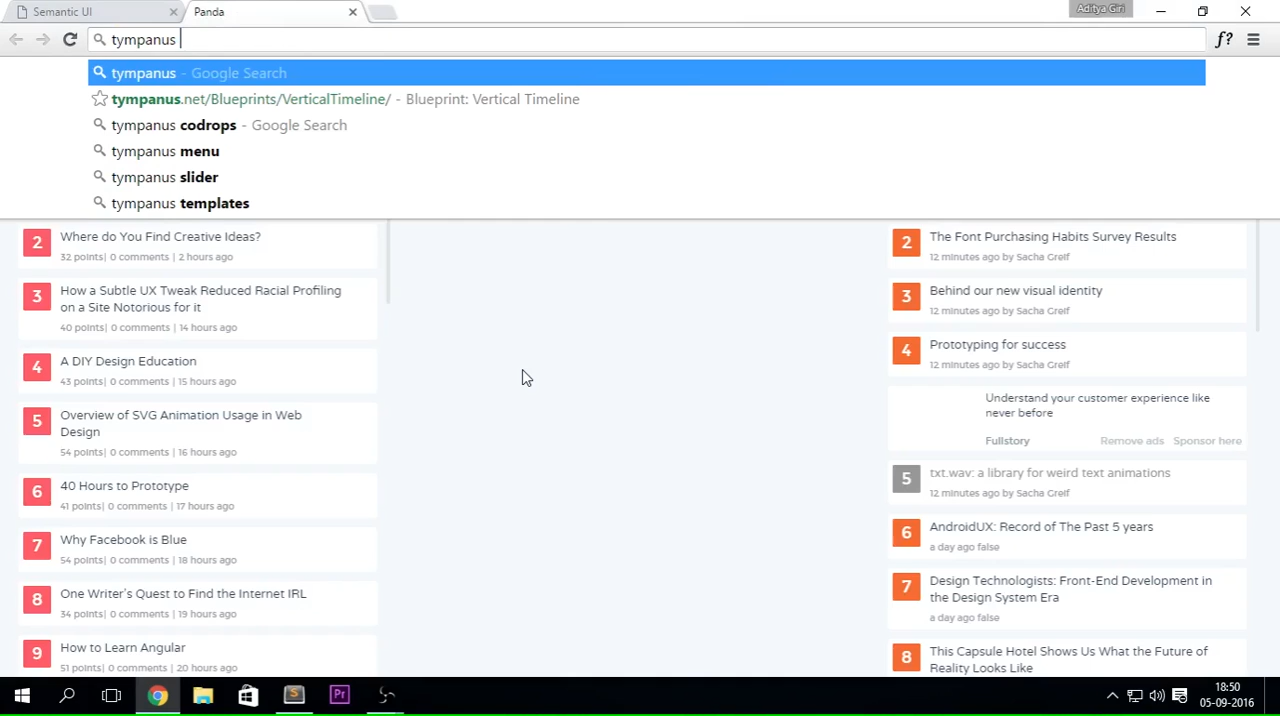 Semantic UI
Panda
Aditya Giri
tympanus
f?
tympanus - Google Search
tympanus.net/Blueprints/VerticalTimeline/ - Blueprint: Vertical Timeline
tympanus codrops - Google Search
tympanus menu
tympanus slider
tympanus templates
2
Where do You Find Creative Ideas?
32 points| 0 comments | 2 hours ago
3
How a Subtle UX Tweak Reduced Racial Profiling
on a Site Notorious for it
40 points| 0 comments | 14 hours ago
4
A DIY Design Education
43 points| 0 comments | 15 hours ago
5
Overview of SVG Animation Usage in Web
Design
54 points| 0 comments | 16 hours ago
6
40 Hours to Prototype
41 points| 0 comments | 17 hours ago
7
Why Facebook is Blue
54 points| 0 comments | 18 hours ago
8
One Writer's Quest to Find the Internet IRL
34 points| 0 comments | 19 hours ago
9
How to Learn Angular
51 points| 0 comments | 20 hours ago
2
The Font Purchasing Habits Survey Results
12 minutes ago by Sacha Greif
3
Behind our new visual identity
12 minutes ago by Sacha Greif
4
Prototyping for success
12 minutes ago by Sacha Greif
Understand your customer experience like
never before
Fullstory Remove ads Sponsor here
5
txt.wav: a library for weird text animations
12 minutes ago by Sacha Greif
6
AndroidUX: Record of The Past 5 years
a day ago false
7
Design Technologists: Front-End Development in
the Design System Era
a day ago false
8
This Capsule Hotel Shows Us What the Future of
Reality Looks Like
S
Pr
18:50
05-09-2016